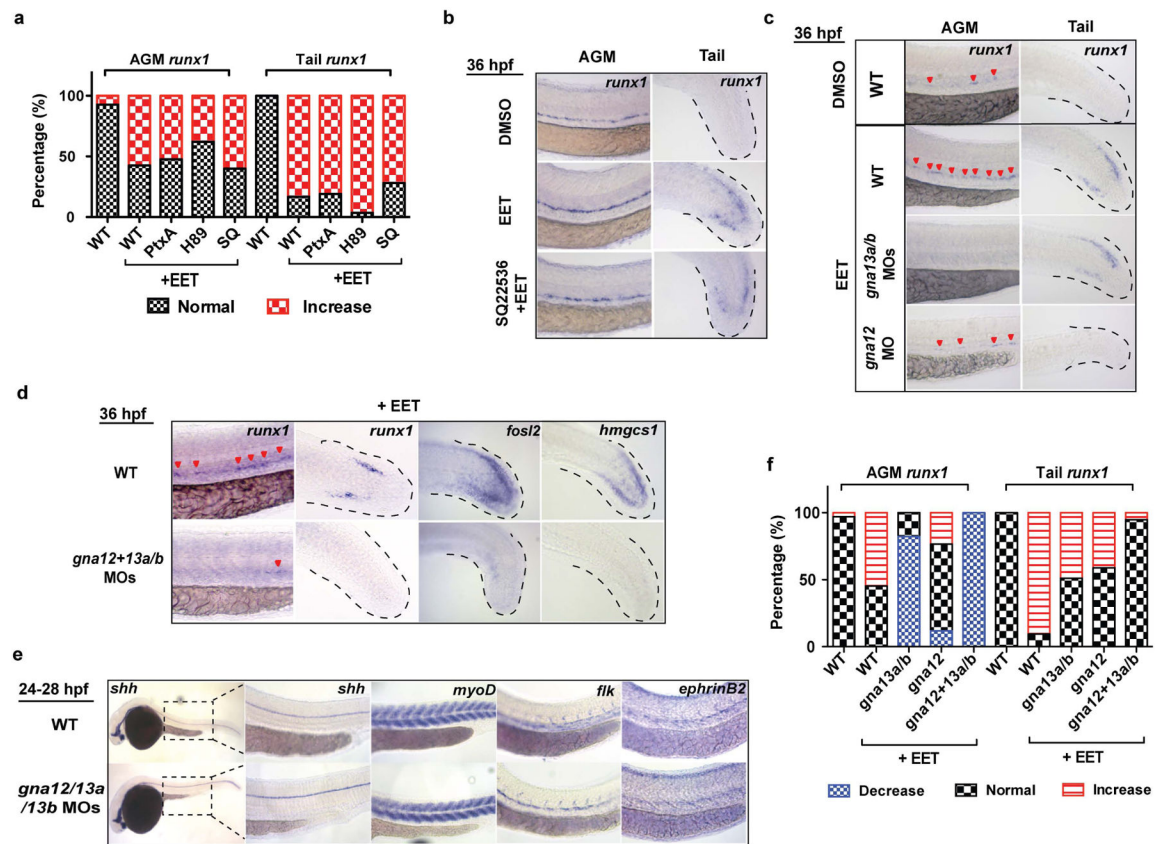 a
AGM runx1
Tail runx1
Percentage (%)
100
50
0
WT
WT
PtxA
H89
SQ
WT
WT
PtxA
H89
SQ
+EET
+EET
Normal
Increase
b
36 hpf
AGM
Tail
runx1
runx1
DMSO
EET
SQ22536
+EET
c
36 hpf
AGM
Tail
runx1
runx1
DMSO
WT
EET
WT
gna13a/b
MOs
gna12
MO
d
36 hpf
+ EET
runx1
runx1
fosl2
hmgcs1
WT
gna12+13a/b
MOs
e
24-28 hpf
shh
shh
myoD
flk
ephrinB2
WT
gna12/13a
/13b MOs
f
AGM runx1
Tail runx1
Percentage (%)
100
50
0
WT
WT
gna13a/b
gna12
gna12+13a/b
WT
WT
gna13a/b
gna12
gna12+13a/b
+ EET
+ EET
Decrease
Normal
Increase